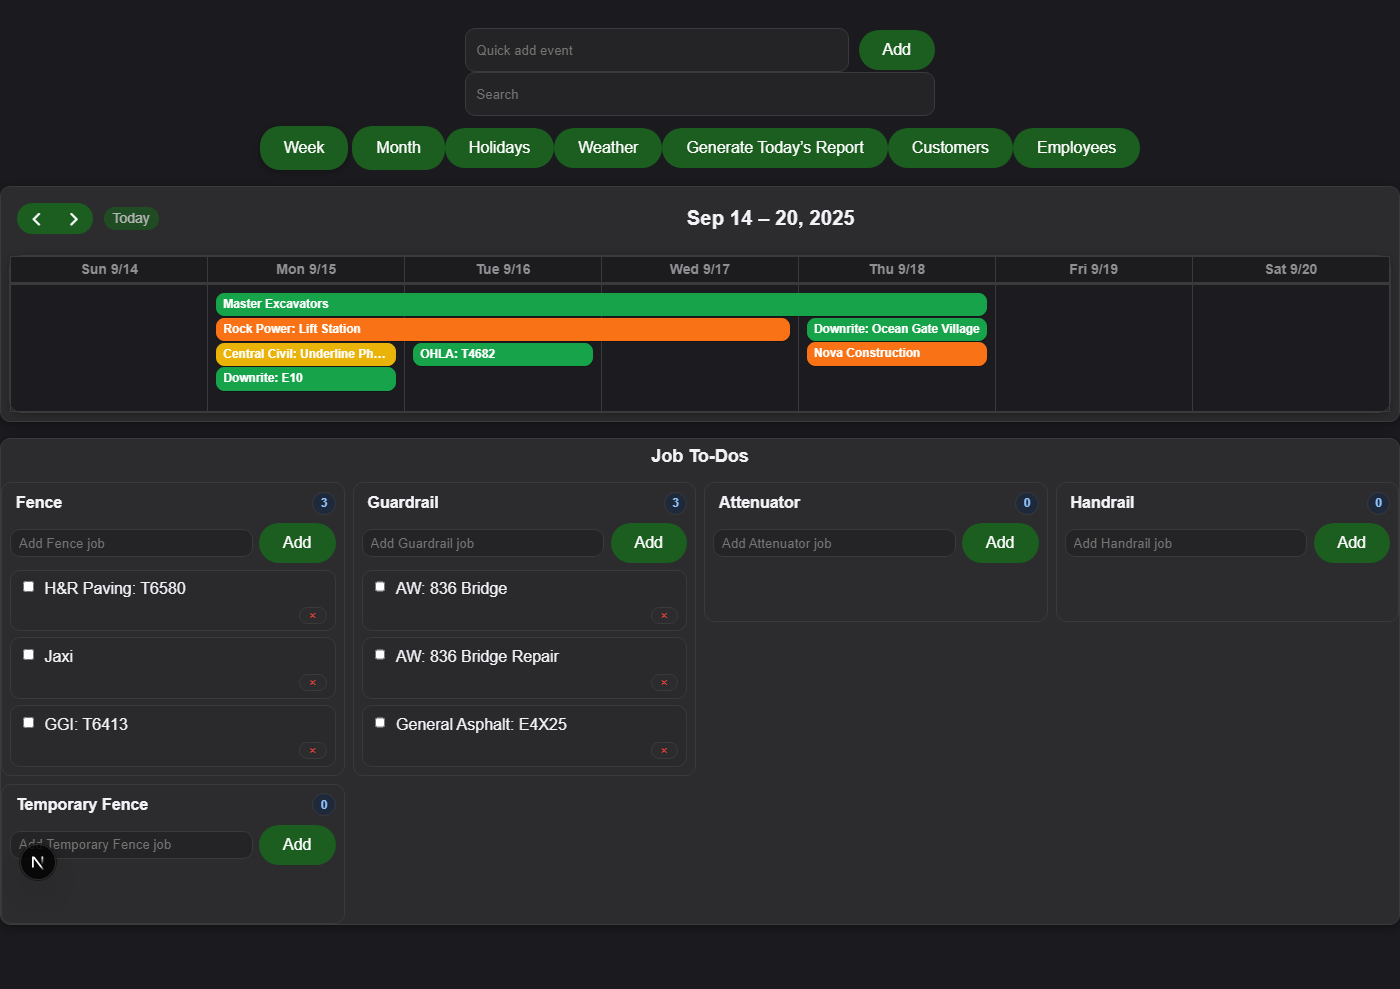 Quick add event
Add
Search
Week
Month
Holidays
Weather
Generate Today’s Report
Customers
Employees
Today
Sep 14 – 20, 2025
Sun 9/14
Mon 9/15
Tue 9/16
Wed 9/17
Thu 9/18
Fri 9/19
Sat 9/20
Master Excavators
Rock Power: Lift Station
Downrite: Ocean Gate Village
Central Civil: Underline Ph...
OHLA: T4682
Nova Construction
Downrite: E10
Job To-Dos
Fence
3
Add Fence job
Add
H&R Paving: T6580
×
Jaxi
×
GGI: T6413
×
Guardrail
3
Add Guardrail job
Add
AW: 836 Bridge
×
AW: 836 Bridge Repair
×
General Asphalt: E4X25
×
Attenuator
0
Add Attenuator job
Add
Handrail
0
Add Handrail job
Add
Temporary Fence
0
Add Temporary Fence job
Add
N